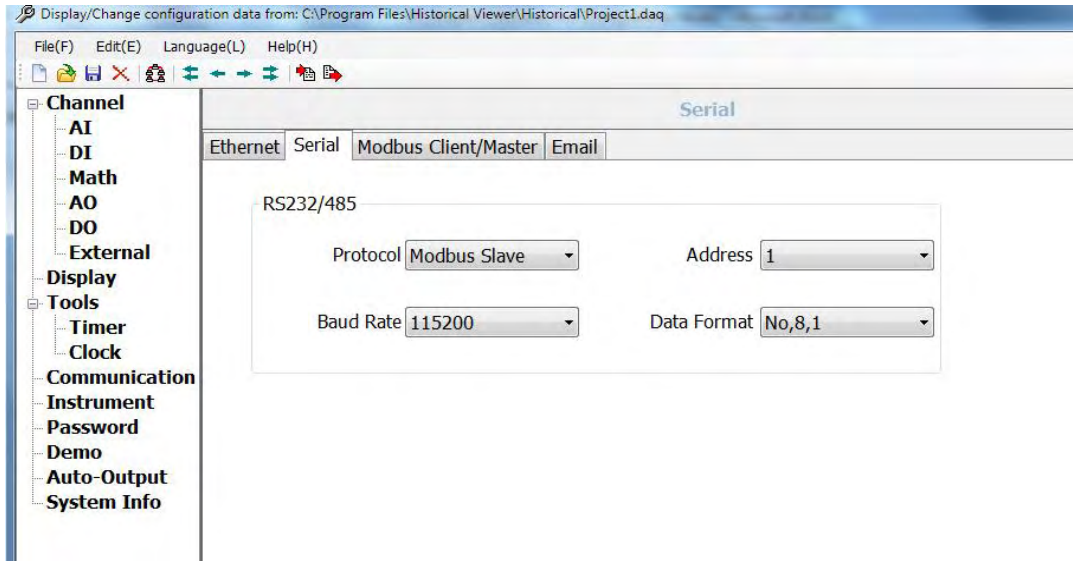 Display/Change configuration data from: C:\Program Files\Historical Viewer\Historical\Project1.daq
File(F) Edit(E) Language(L) Help(H)
Channel
AI
DI
Math
AO
DO
External
Display
Tools
Timer
Clock
Communication
Instrument
Password
Demo
Auto-Output
System Info
Serial
Ethernet Serial Modbus Client/Master Email
RS232/485
Protocol Modbus Slave Address 1
Baud Rate 115200 Data Format No,8,1